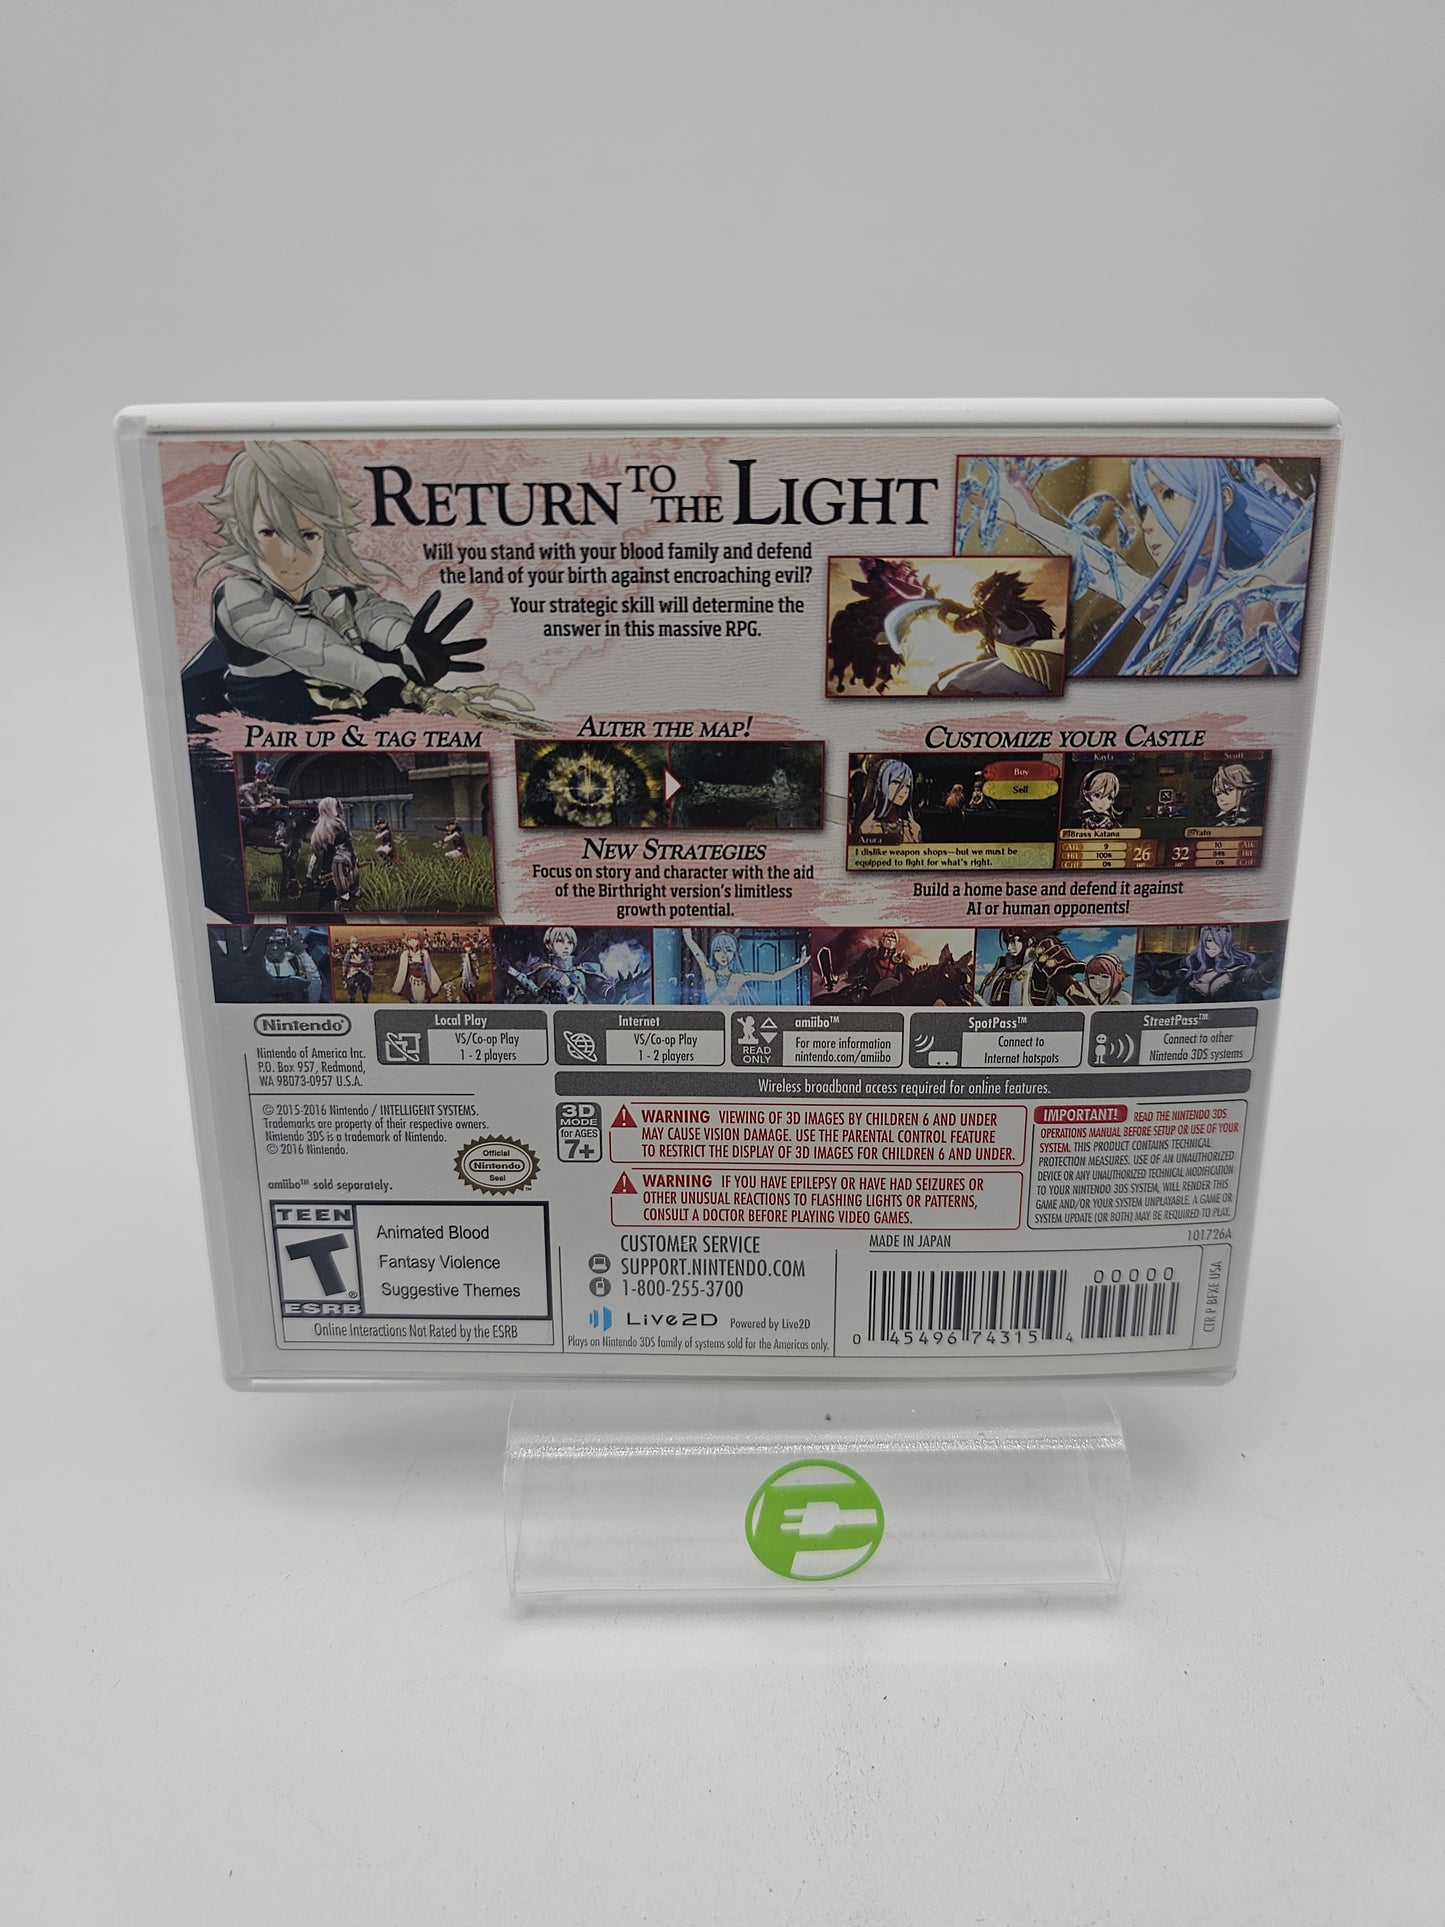 RETURN TO THE LIGHT
Will you stand with your blood family and defend
the land of your birth against encroaching evil?
Your strategic skill will determine the
answer in this massive RPG.
PAIR UP & TAG TEAM
ALTER THE MAP!
NEW STRATEGIES
Focus on story and character with the aid
of the Birthright version's limitless
growth potential.
CUSTOMIZE YOUR CASTLE
Buy
Sell
Azura
I dislike weapon shops—but we must be
equipped to fight for what's right.
Kayla
Scott
Brass Katana
Yato
Atk 9
Hit 100%
Crit 0%
26
32
10 Atk
84% Hit
0% Crit
Build a home base and defend it against
AI or human opponents!
Nintendo®
Nintendo of America Inc.
P.O. Box 957, Redmond,
WA 98073-0957 U.S.A.
Local Play
VS/Co-op Play
1 - 2 players
Internet
VS/Co-op Play
1 - 2 players
READ
ONLY
amiibo™
For more information
nintendo.com/amiibo
SpotPass™
Connect to
Internet hotspots
StreetPass™
Connect to other
Nintendo 3DS systems
Wireless broadband access required for online features.
© 2015-2016 Nintendo / INTELLIGENT SYSTEMS.
Trademarks are property of their respective owners.
Nintendo 3DS is a trademark of Nintendo.
© 2016 Nintendo.
amiibo™ sold separately.
Official
Nintendo
Seal
TM
3D
MODE
for AGES
7+
WARNING VIEWING OF 3D IMAGES BY CHILDREN 6 AND UNDER
MAY CAUSE VISION DAMAGE. USE THE PARENTAL CONTROL FEATURE
TO RESTRICT THE DISPLAY OF 3D IMAGES FOR CHILDREN 6 AND UNDER.
WARNING IF YOU HAVE EPILEPSY OR HAVE HAD SEIZURES OR
OTHER UNUSUAL REACTIONS TO FLASHING LIGHTS OR PATTERNS,
CONSULT A DOCTOR BEFORE PLAYING VIDEO GAMES.
IMPORTANT! READ THE NINTENDO 3DS
OPERATIONS MANUAL BEFORE SETUP OR USE OF YOUR
SYSTEM. THIS PRODUCT CONTAINS TECHNICAL
PROTECTION MEASURES. USE OF AN UNAUTHORIZED
DEVICE OR ANY UNAUTHORIZED TECHNICAL MODIFICATION
TO YOUR NINTENDO 3DS SYSTEM, WILL RENDER THIS
GAME AND/OR YOUR SYSTEM UNPLAYABLE. A GAME OR
SYSTEM UPDATE (OR BOTH) MAY BE REQUIRED TO PLAY.
101726A
TEEN
T®
ESRB
Animated Blood
Fantasy Violence
Suggestive Themes
Online Interactions Not Rated by the ESRB
CUSTOMER SERVICE
SUPPORT.NINTENDO.COM
1-800-255-3700
Live2D Powered by Live2D
Plays on Nintendo 3DS family of systems sold for the Americas only.
MADE IN JAPAN
0 45496 74315 4
00000
CTR P BFXE USA